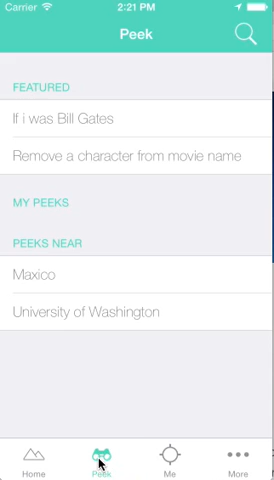 Carrier 2:21 PM
Peek
FEATURED
If i was Bill Gates
Remove a character from movie name
MY PEEKS
PEEKS NEAR
Maxico
University of Washington
Home Peek Me More